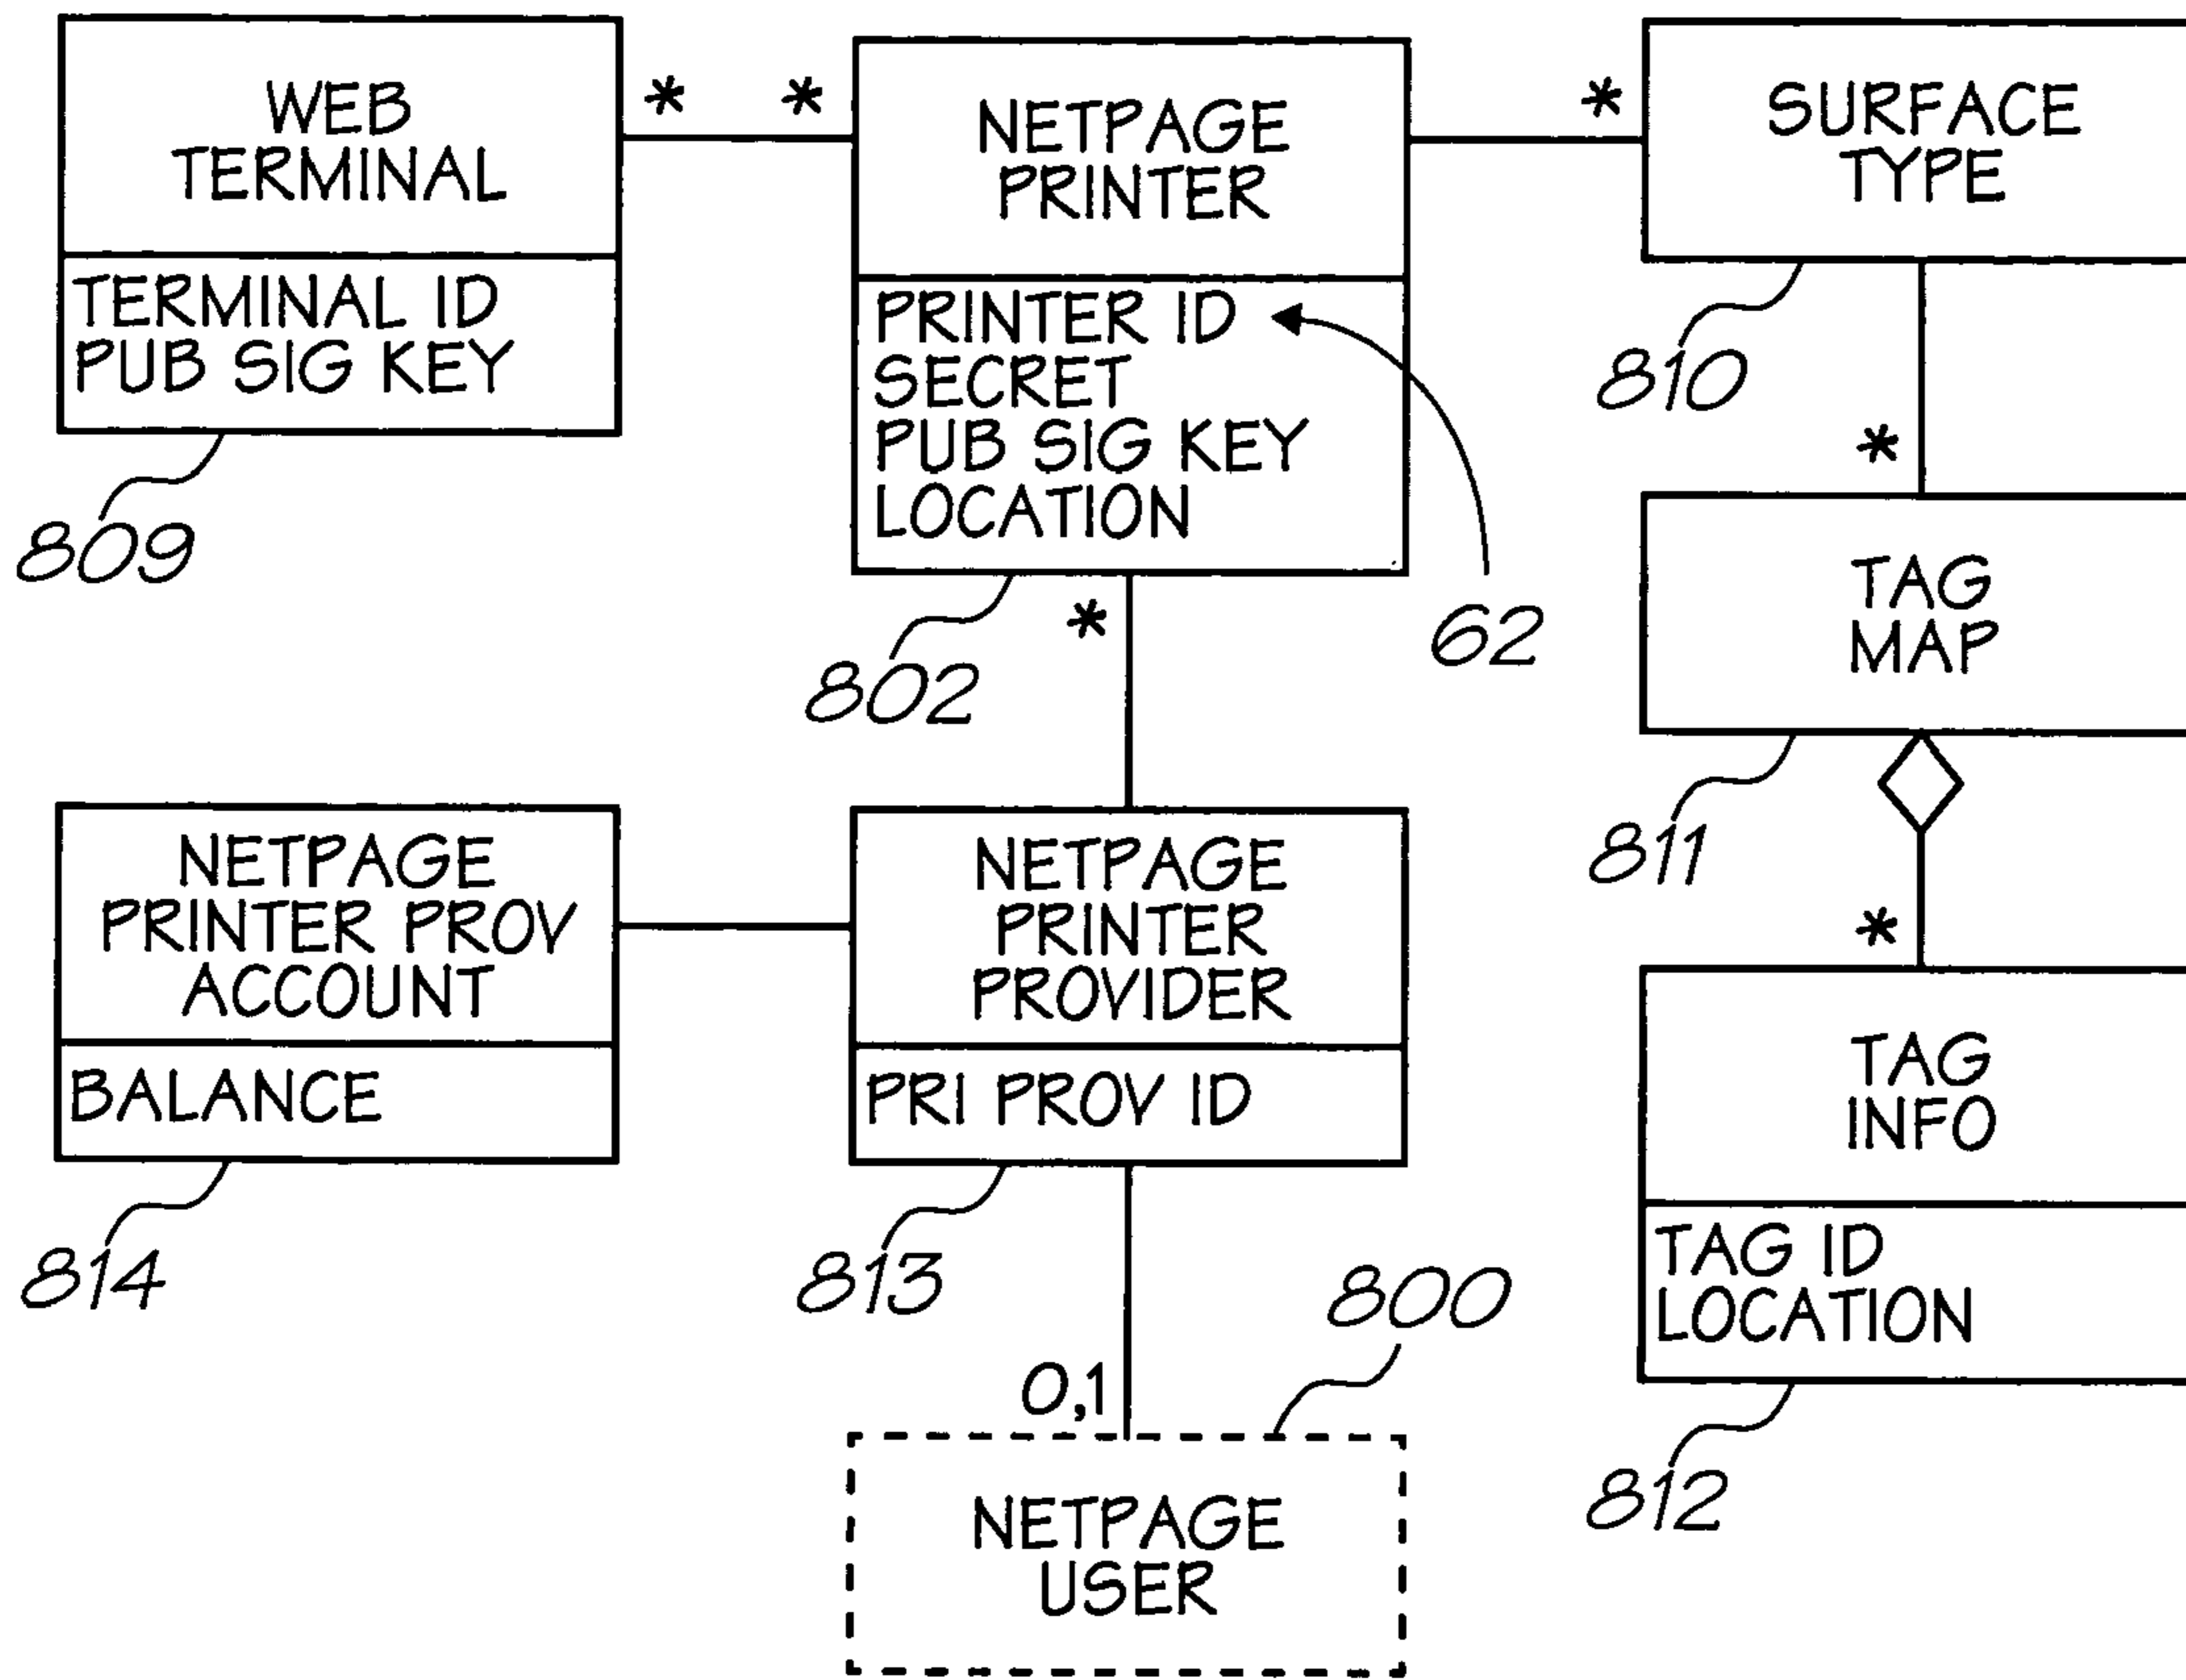 WEB
TERMINAL
TERMINAL ID
PUB SIG KEY
809
*
*
NETPAGE
PRINTER
PRINTER ID
SECRET
PUB SIG KEY
LOCATION
62
802
*
*
SURFACE
TYPE
810
*
TAG
MAP
811
*
TAG
INFO
TAG ID
LOCATION
812
NETPAGE
PRINTER PROV
ACCOUNT
BALANCE
814
NETPAGE
PRINTER
PROVIDER
PRI PROV ID
813
800
0,1
NETPAGE
USER